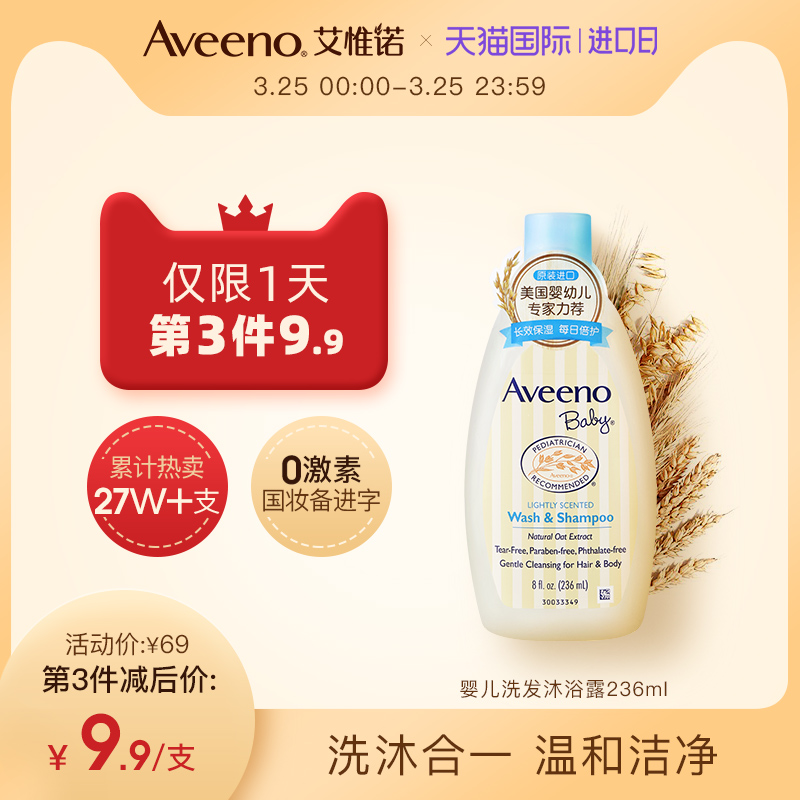 Aveeno® 艾惟诺 × 天猫国际|进口日
3.25 00:00-3.25 23:59
仅限1天
第3件9.9
累计热卖
27W+支
0激素
国妆备进字
原装进口
美国婴幼儿
专家力荐
长效保湿 每日倍护
Aveeno
Baby®
PEDIATRICIAN
Aveeno
RECOMMENDED®
LIGHTLY SCENTED
Wash & Shampoo
Natural Oat Extract
Tear-Free, Paraben-free, Phthalate-free
Gentle Cleansing for Hair & Body
8 fl. oz. (236 mL)
30033349
婴儿洗发沐浴露236ml
活动价:¥69
第3件减后价:
¥ 9.9/支
洗沐合一 温和洁净